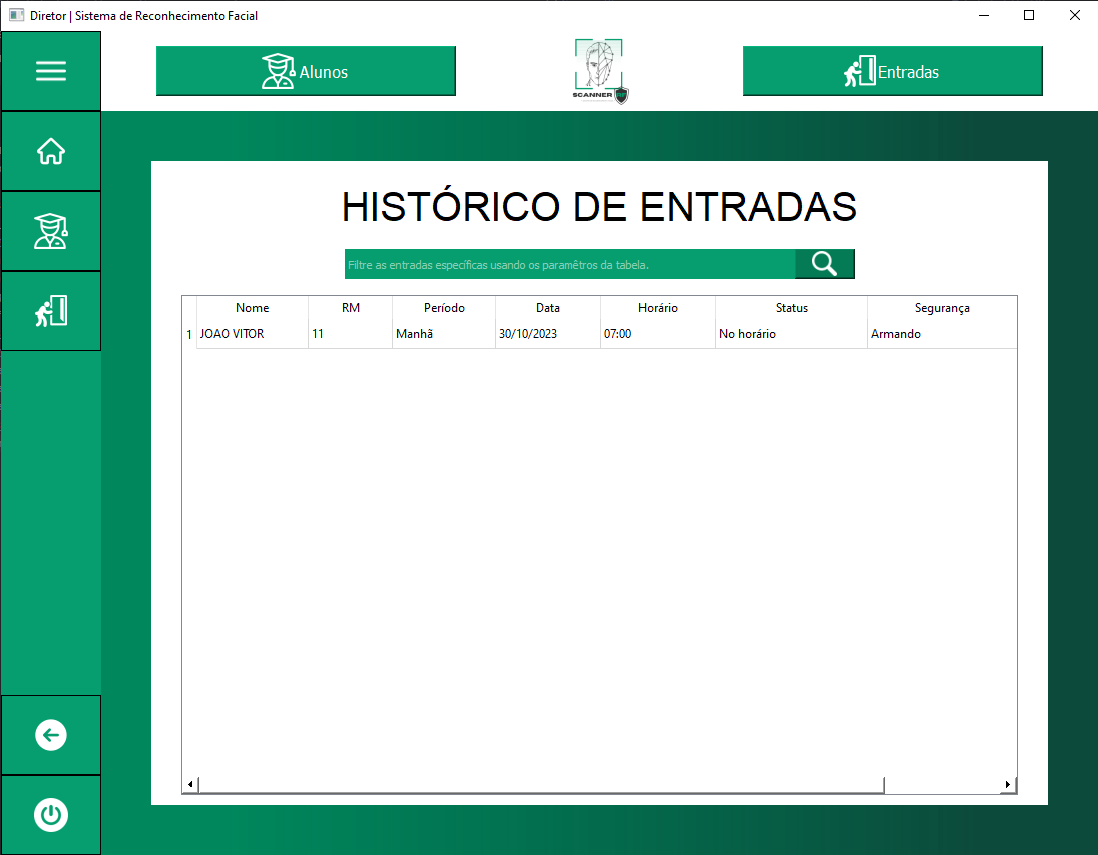 Diretor | Sistema de Reconhecimento Facial
Alunos
SCANNER
Entradas
HISTÓRICO DE ENTRADAS
Filtre as entradas específicas usando os paramêtros da tabela.
Nome RM Período Data Horário Status Segurança
1 JOAO VITOR 11 Manhã 30/10/2023 07:00 No horário Armando